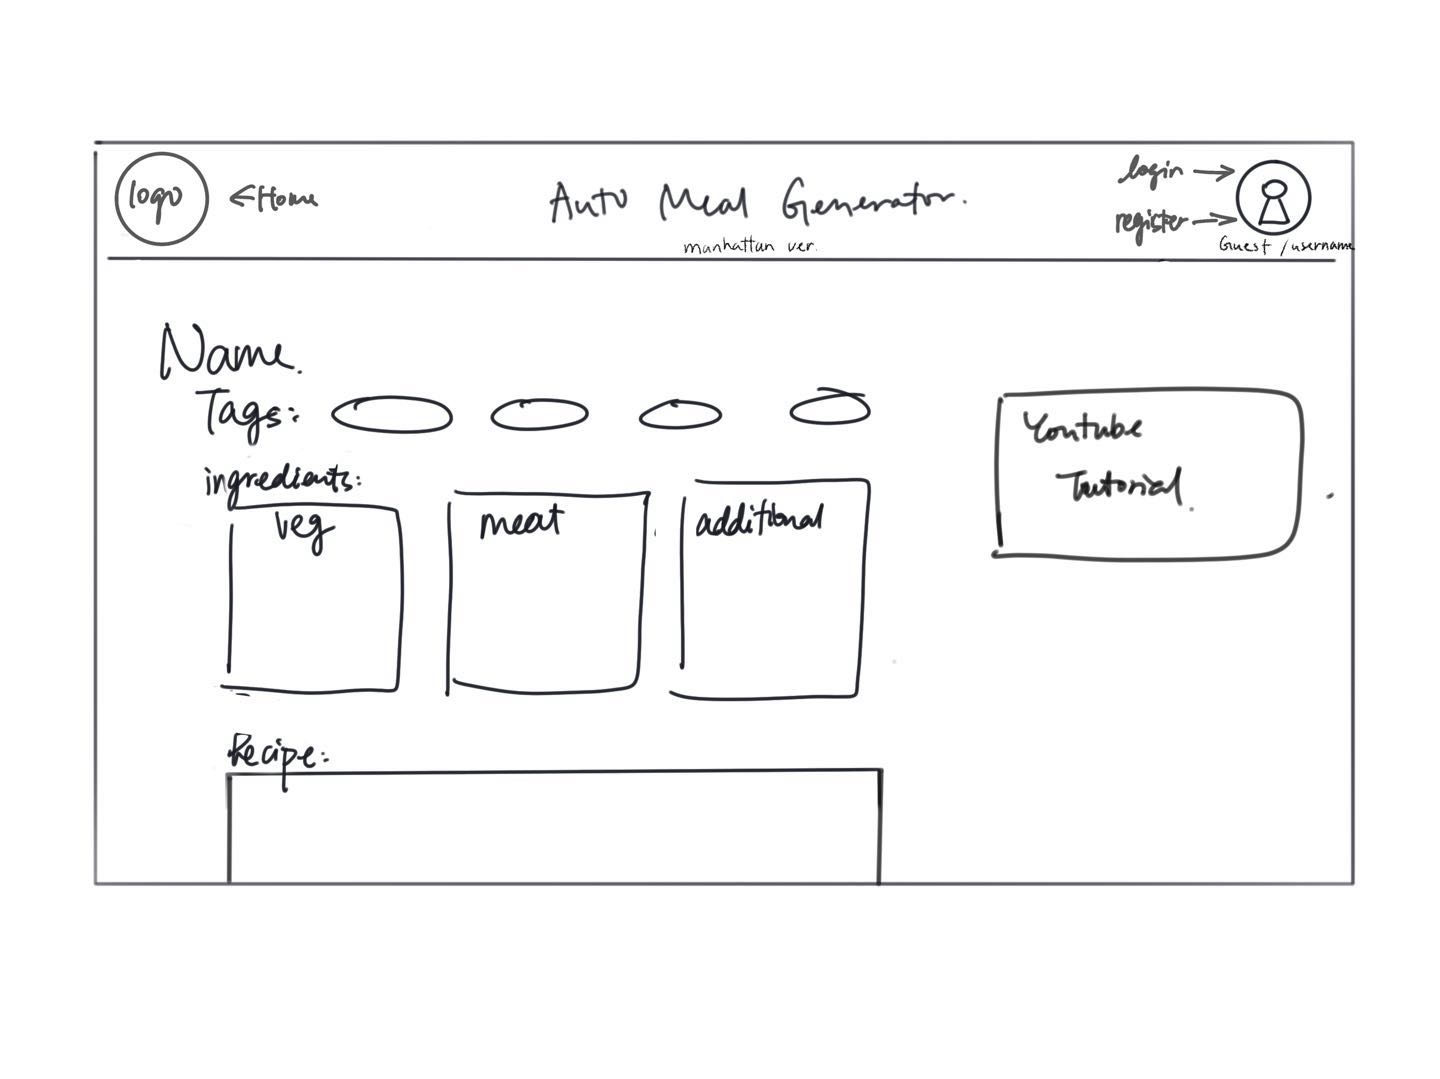 logo
←Home
Auto Meal Generator.
manhattan ver.
login →
register →
Guest / username
Name.
Tags:
ingredients:
veg
meat
additional
Youtube
Tutorial.
Recipe: